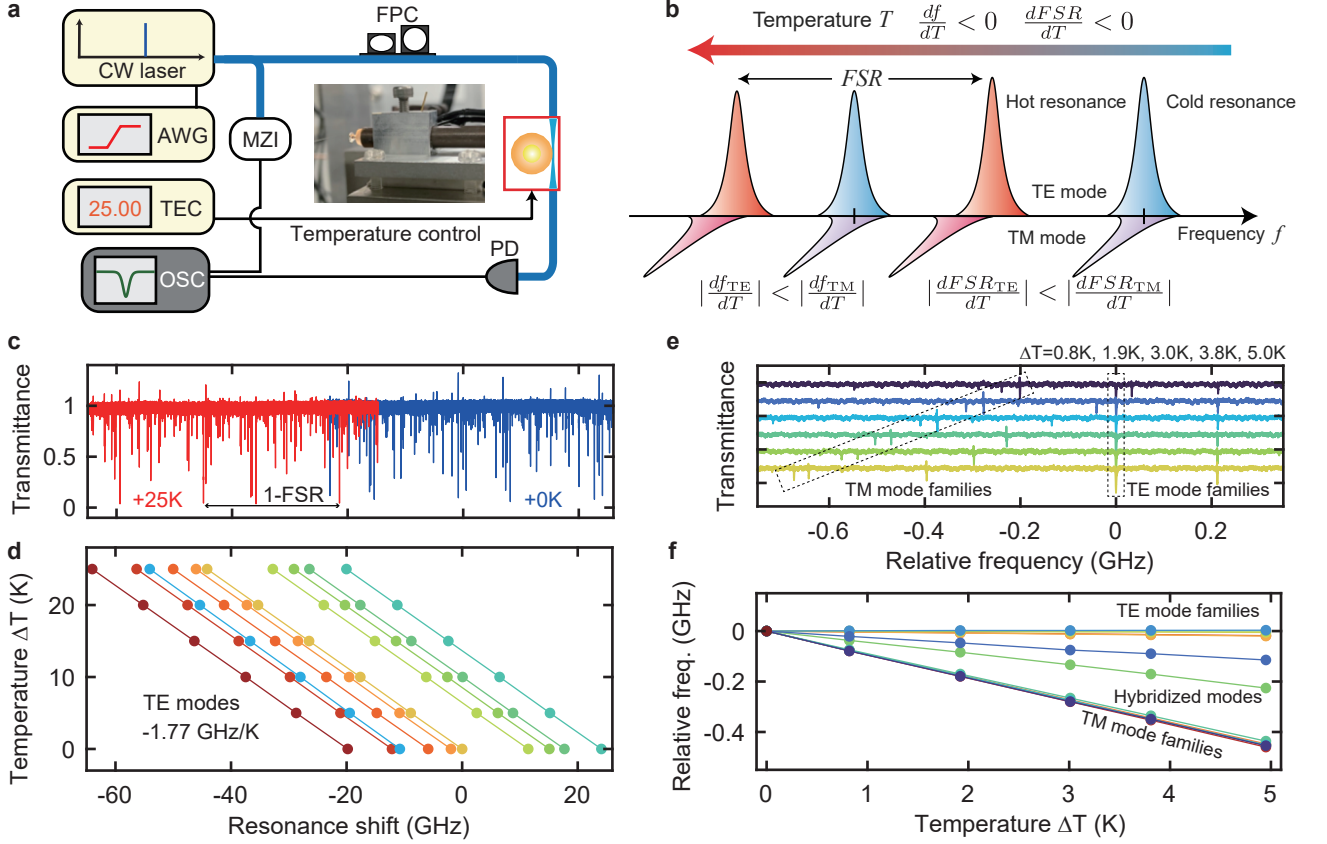 a
CW laser
AWG
25.00 TEC
OSC
MZI
FPC
Temperature control
PD
b
Temperature T df/dT < 0 dFSR/dT < 0
FSR
Hot resonance
Cold resonance
TE mode
TM mode
Frequency f
|df_TE/dT| < |df_TM/dT|
|dFSR_TE/dT| < |dFSR_TM/dT|
c
Transmittance
1
0.5
0
+25K
1-FSR
+0K
-60 -40 -20 0 20
d
Temperature ΔT (K)
20
10
0
TE modes
-1.77 GHz/K
-60 -40 -20 0 20
Resonance shift (GHz)
e
ΔT=0.8K, 1.9K, 3.0K, 3.8K, 5.0K
Transmittance
TM mode families
TE mode families
-0.6 -0.4 -0.2 0 0.2
Relative frequency (GHz)
f
Relative freq. (GHz)
0
-0.2
-0.4
TE mode families
Hybridized modes
TM mode families
0 1 2 3 4 5
Temperature ΔT (K)